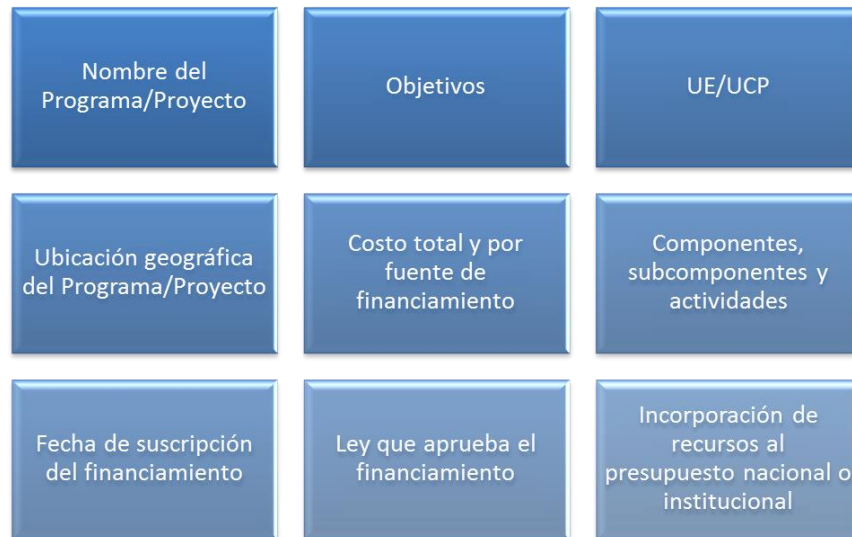 Nombre del
Programa/Proyecto
Objetivos
UE/UCP
Ubicación geográfica
del Programa/Proyecto
Costo total y por
fuente de
financiamiento
Componentes,
subcomponentes y
actividades
Fecha de suscripción
del financiamiento
Ley que aprueba el
financiamiento
Incorporación de
recursos al
presupuesto nacional o
institucional